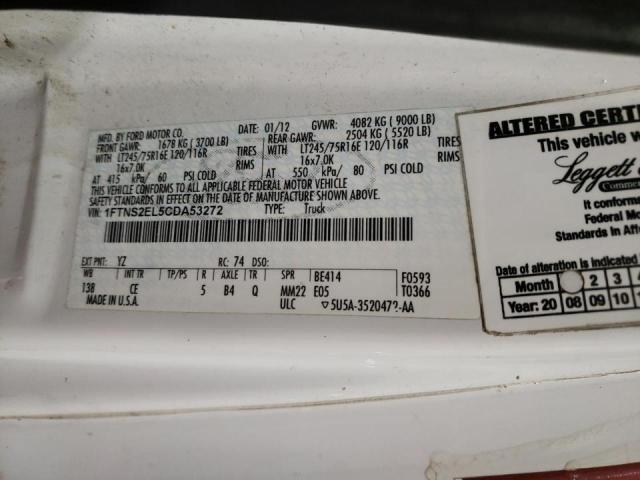 MFD. BY FORD MOTOR CO.
DATE: 01/12 GVWR: 4082 KG ( 9000 LB)
FRONT GAWR: 1678 KG ( 3700 LB)
REAR GAWR: 2504 KG ( 5520 LB)
WITH LT245/75R16E 120/116R TIRES
WITH LT245/75R16E 120/116R TIRES
16x7.0K RIMS
16x7.0K RIMS
AT 415 kPa/ 60 PSI COLD
AT 550 kPa/ 80 PSI COLD
THIS VEHICLE CONFORMS TO ALL APPLICABLE FEDERAL MOTOR VEHICLE
SAFETY STANDARDS IN EFFECT ON THE DATE OF MANUFACTURE SHOWN ABOVE.
VIN: 1FTNS2EL5CDA53272 TYPE: Truck
EXT PNT: YZ RC: 74 DSO:
WB INT TR TP/PS R AXLE TR SPR BE414 F0593
138 CE 5 B4 Q MM22 E05 T0366
MADE IN U.S.A. ULC ▽5U5A-3520472-AA
ALTERED CERTI
This vehicle w
Leggett &
Comme
It conform
Federal Mo
Standards in Affe
Date of alteration is indicated
Month 2 3 4
Year: 20 08 09 10